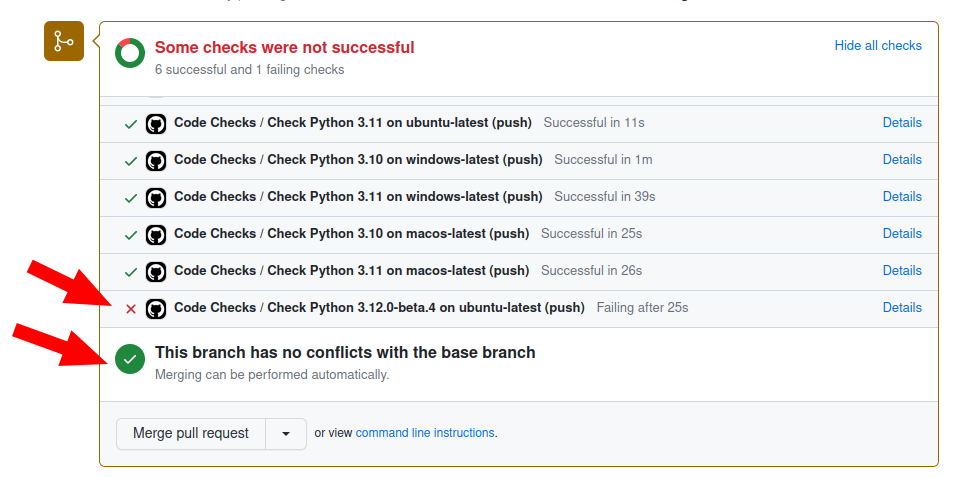 Some checks were not successful
Hide all checks
6 successful and 1 failing checks
Code Checks / Check Python 3.11 on ubuntu-latest (push) Successful in 11s Details
Code Checks / Check Python 3.10 on windows-latest (push) Successful in 1m Details
Code Checks / Check Python 3.11 on windows-latest (push) Successful in 39s Details
Code Checks / Check Python 3.10 on macos-latest (push) Successful in 25s Details
Code Checks / Check Python 3.11 on macos-latest (push) Successful in 26s Details
Code Checks / Check Python 3.12.0-beta.4 on ubuntu-latest (push) Failing after 25s Details
This branch has no conflicts with the base branch
Merging can be performed automatically.
Merge pull request or view command line instructions.